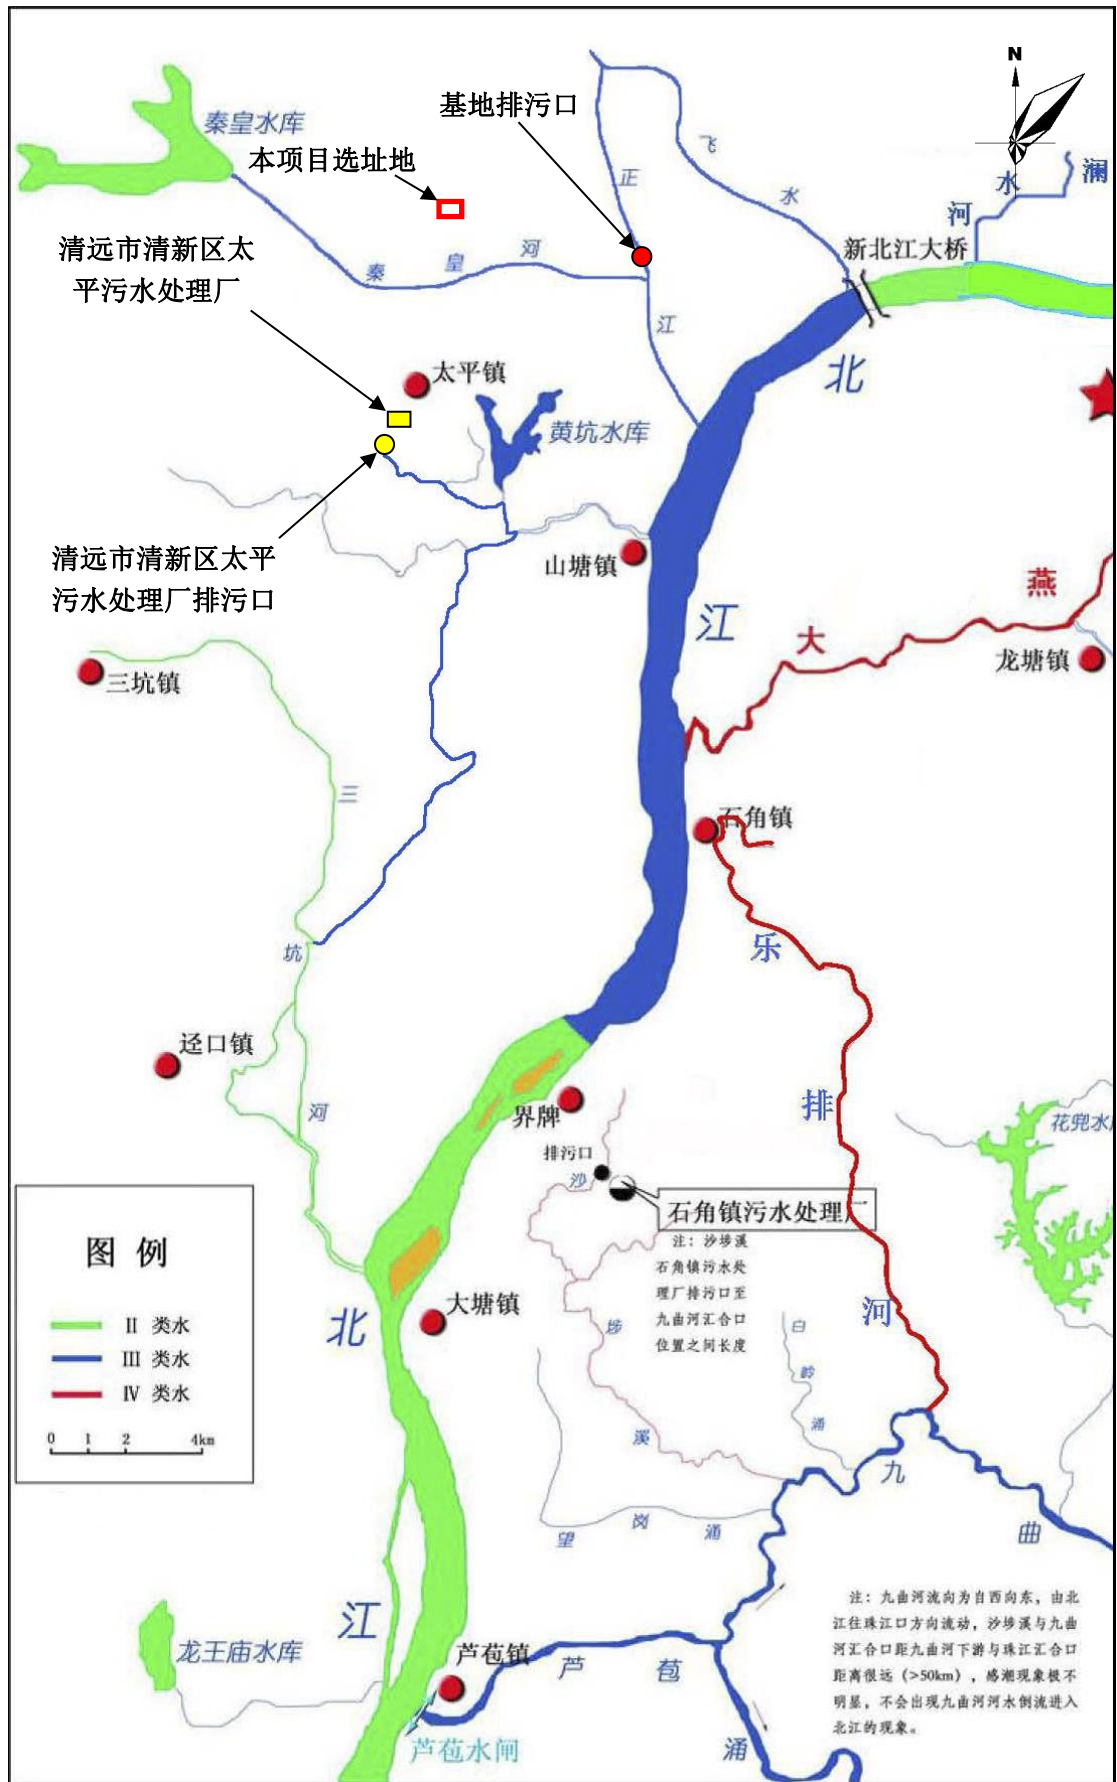 N
基地排污口
秦皇水库
本项目选址地
飞
水
正
江
澜
水
河
新北江大桥
清远市清新区太
平污水处理厂
秦
皇
河
北
江
太平镇
黄坑水库
清远市清新区太平
污水处理厂排污口
山塘镇
燕
大
龙塘镇
三坑镇
三
坑
河
石角镇
乐
排
河
迳口镇
界牌
排污口
沙
埗
溪
石角镇污水处理厂
注：沙埗溪
石角镇污水处
理厂排污口至
九曲河汇合口
位置之间长度
花兜水库
图 例
II 类水
III 类水
IV 类水
0 1 2 4km
北
江
大塘镇
白
岭
涌
九
曲
望
岗
涌
龙王庙水库
芦苞镇
芦
苞
涌
芦苞水闸
注：九曲河流向为自西向东，由北
江往珠江口方向流动，沙埗溪与九曲
河汇合口距九曲河下游与珠江汇合口
距离很远（>50km），感潮现象极不
明显，不会出现九曲河河水倒流进入
北江的现象。